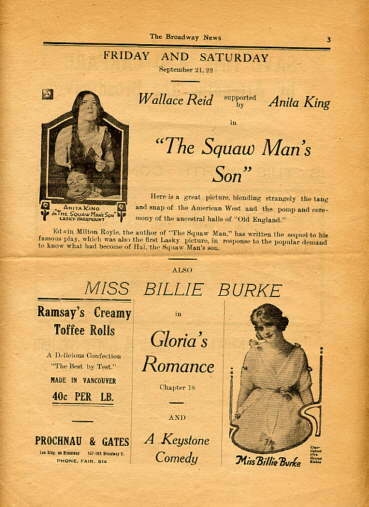 The Broadway News
3
FRIDAY AND SATURDAY
September 21, 22
Wallace Reid supported by Anita King
in
"The Squaw Man's
Son"
ANITA KING
in "THE SQUAW MAN'S SON"
LASKY-PARAMOUNT
Here is a great picture, blending strangely the tang
and snap of the American West and the pomp and cere-
mony of the ancestral halls of "Old England."
Edwin Milton Royle, the author of "The Squaw Man," has written the sequel to his
famous play, which was also the first Lasky picture, in response to the popular demand
to know what had become of Hal, the Squaw Man's son.
ALSO
MISS BILLIE BURKE
Ramsay's Creamy
Toffee Rolls
A Delicious Confection
"The Best by Test."
MADE IN VANCOUVER
40c PER LB.
PROCHNAU & GATES
Broadway
PHONE, FAIR. 914
in
Gloria's
Romance
Chapter 18
AND
A Keystone
Comedy
Miss Billie Burke